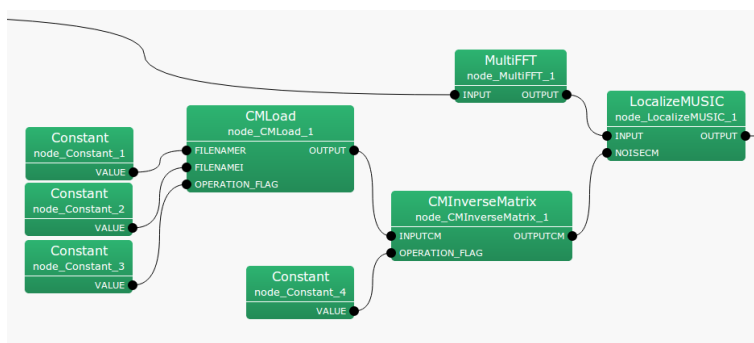 MultiFFT
node_MultiFFT_1
INPUT OUTPUT
LocalizeMUSIC
node_LocalizeMUSIC_1
INPUT OUTPUT
NOISECM
CMLoad
node_CMLoad_1
FILENAMER OUTPUT
FILENAMEI
OPERATION_FLAG
Constant
node_Constant_1
VALUE
Constant
node_Constant_2
VALUE
Constant
node_Constant_3
VALUE
CMInverseMatrix
node_CMInverseMatrix_1
INPUTCM OUTPUTCM
OPERATION_FLAG
Constant
node_Constant_4
VALUE